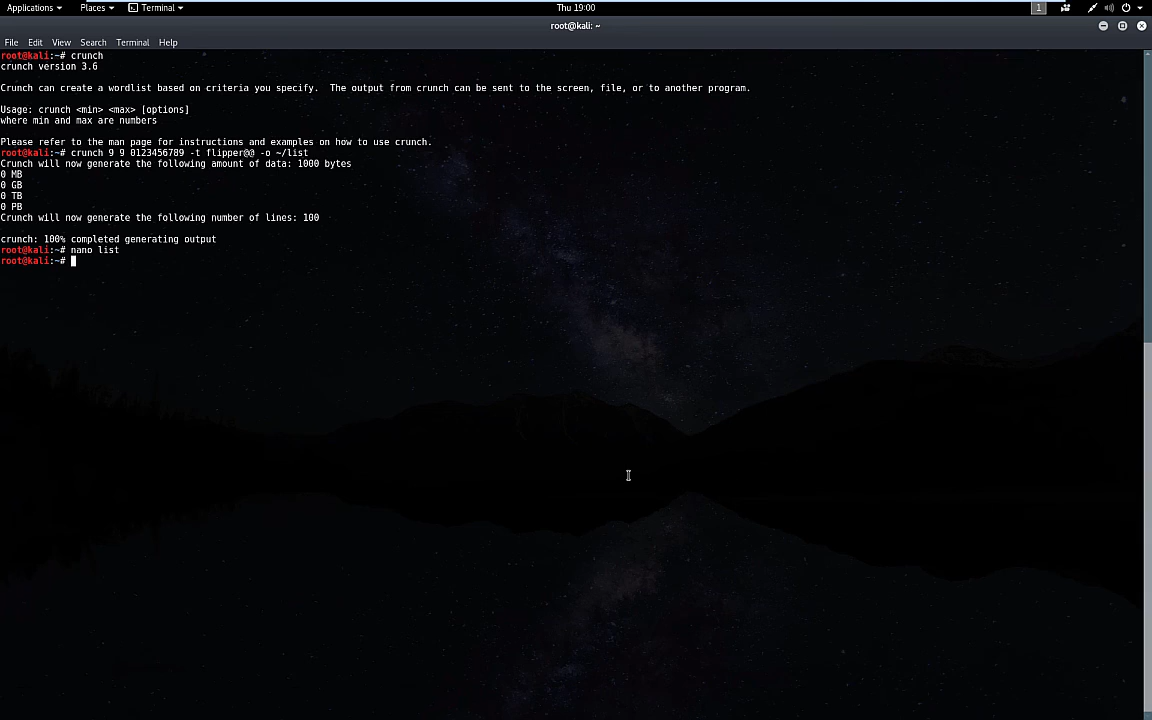 Applications Places Terminal Thu 19:00 1
root@kali: ~
File Edit View Search Terminal Help
root@kali:~# crunch
crunch version 3.6
Crunch can create a wordlist based on criteria you specify.  The output from crunch can be sent to the screen, file, or to another program.
Usage: crunch <min> <max> [options]
where min and max are numbers
Please refer to the man page for instructions and examples on how to use crunch.
root@kali:~# crunch 9 9 0123456789 -t flipper@@ -o ~/list
Crunch will now generate the following amount of data: 1000 bytes
0 MB
0 GB
0 TB
0 PB
Crunch will now generate the following number of lines: 100
crunch: 100% completed generating output
root@kali:~# nano list
root@kali:~#